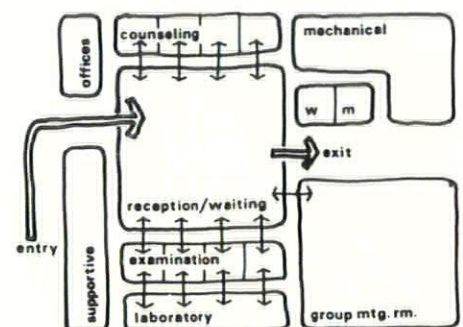 counseling
mechanical
offices
w m
exit
reception/waiting
entry
examination
supportive
laboratory
group mtg. rm.